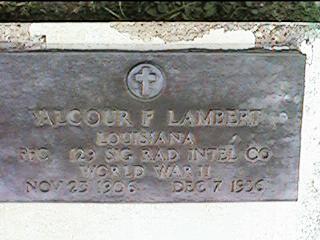 VALCOUR F LAMBERT
LOUISIANA
PFC 129 SIG RAD INTEL CO
WORLD WAR II
NOV 23 1906 DEC 7 1956